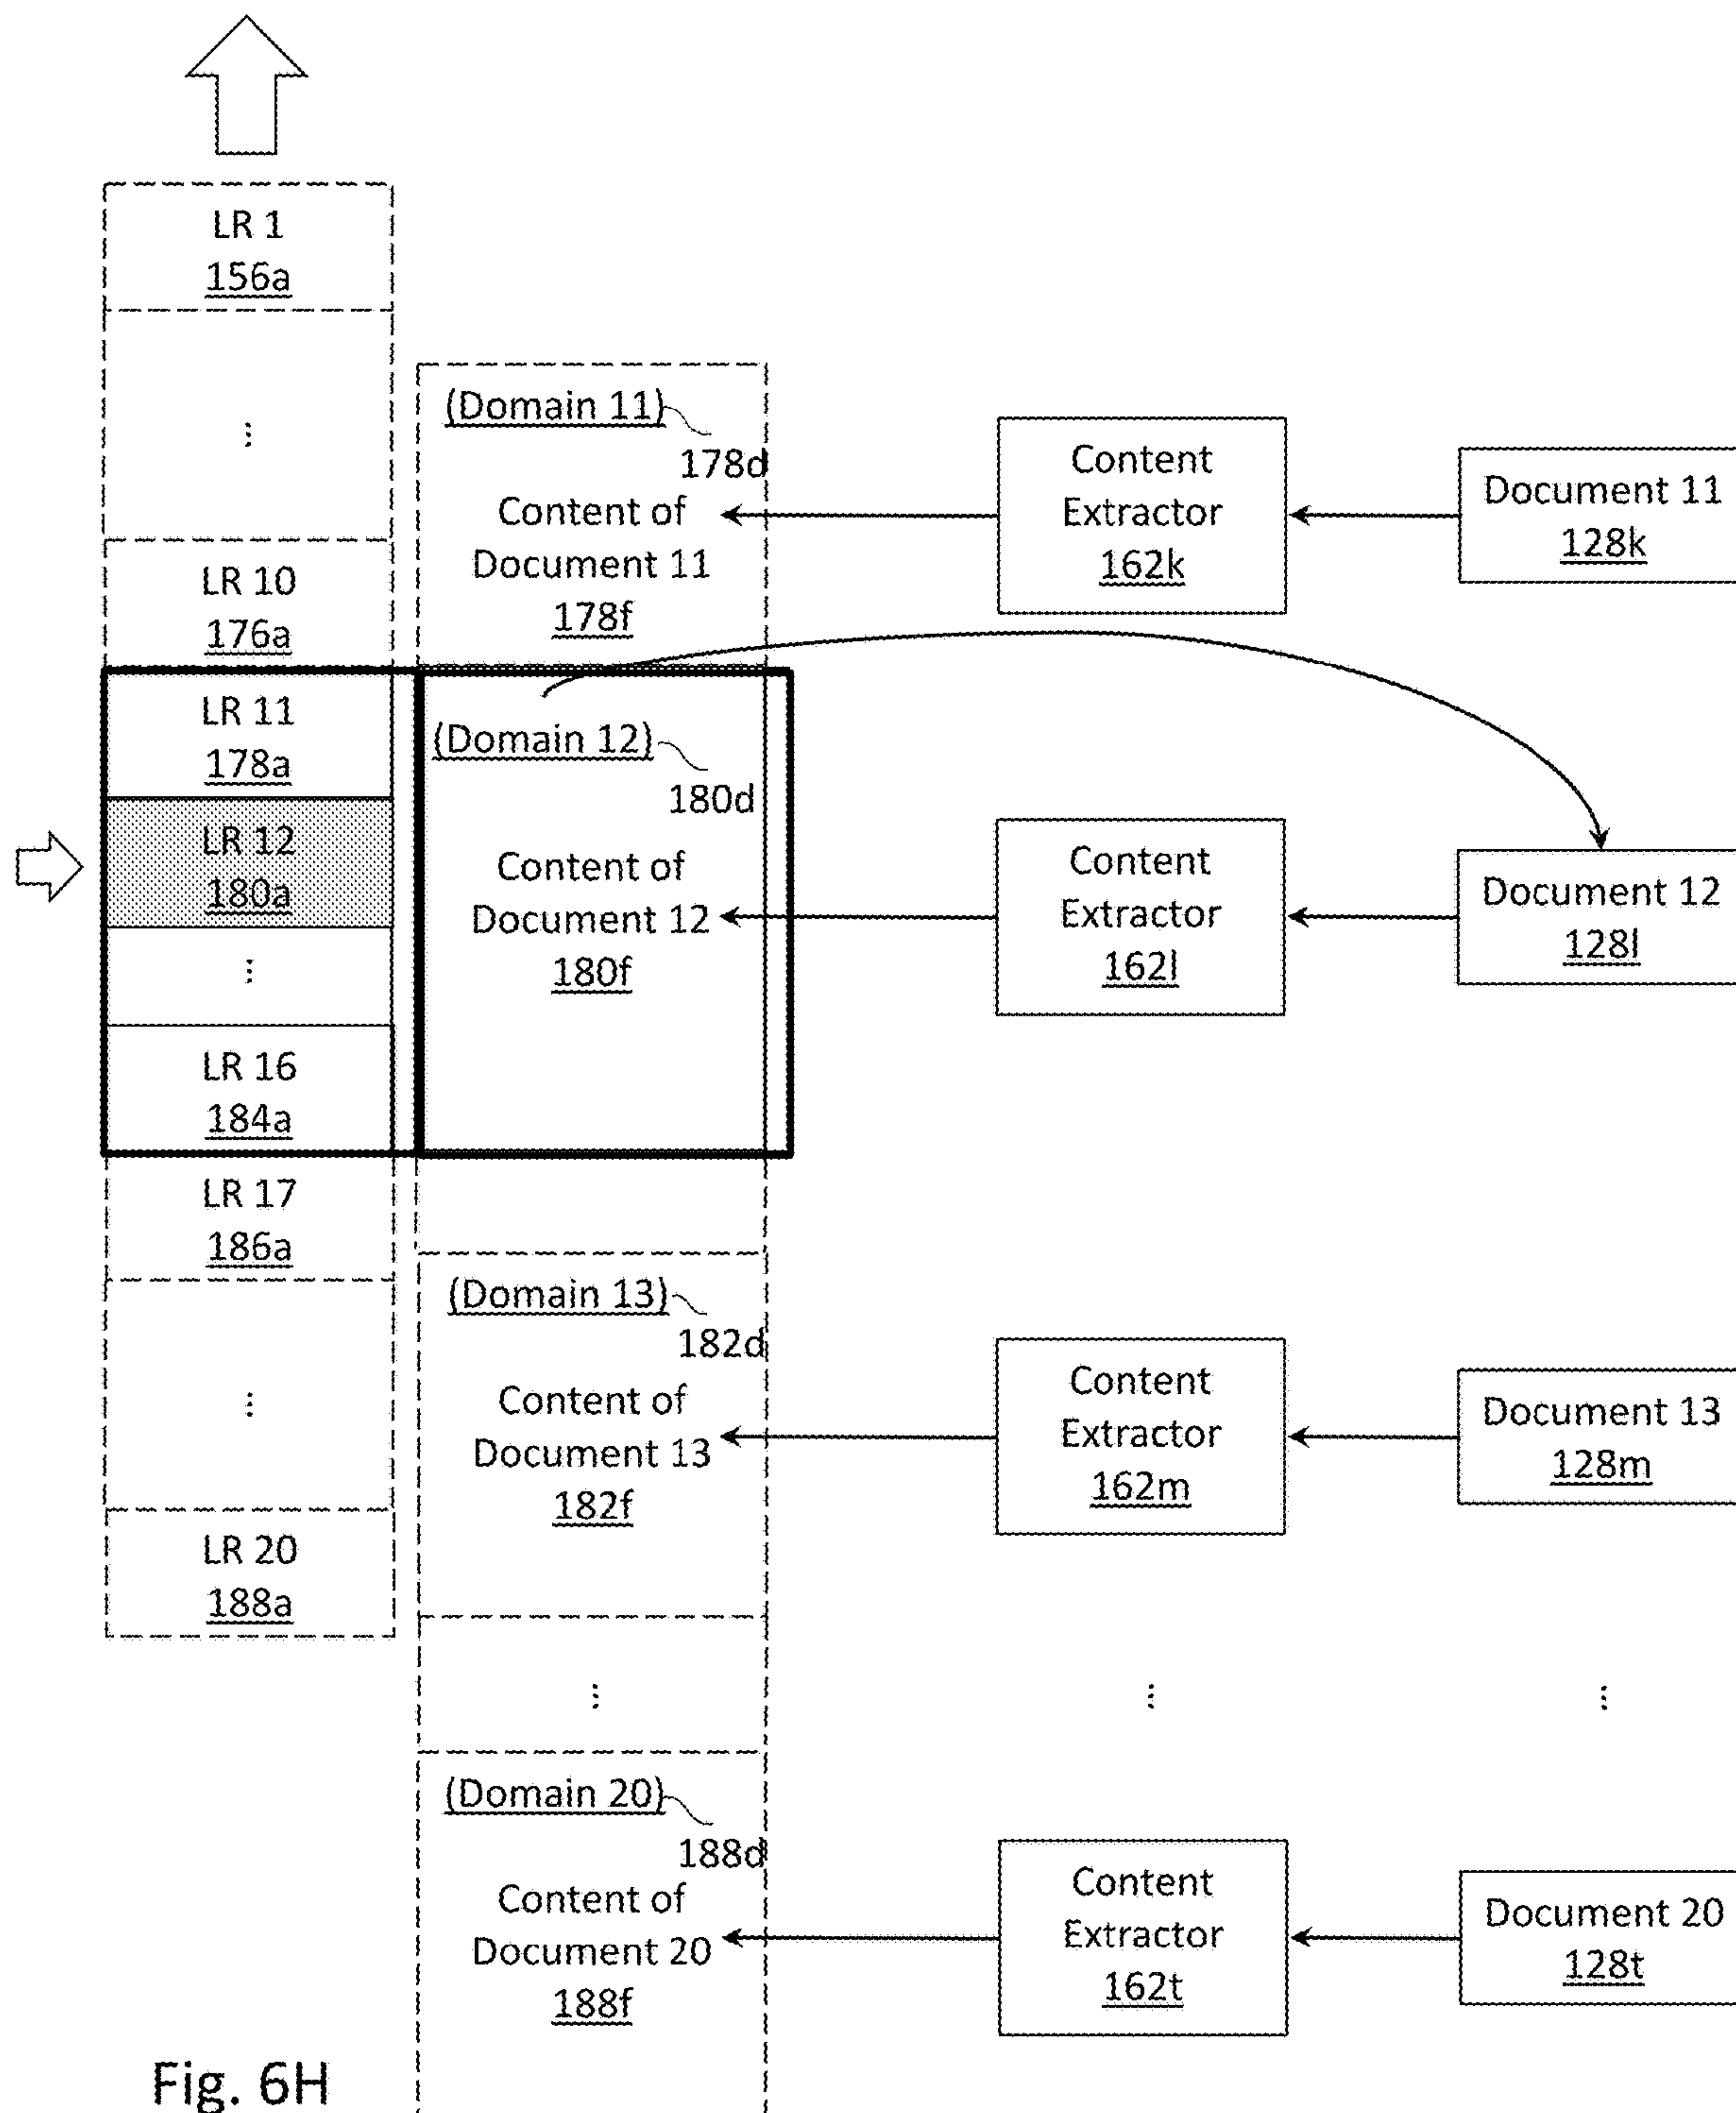 LR 1
156a
⋮
LR 10
176a
LR 11
178a
LR 12
180a
⋮
LR 16
184a
LR 17
186a
⋮
LR 20
188a
(Domain 11)
178d
Content of
Document 11
178f
(Domain 12)
180d
Content of
Document 12
180f
(Domain 13)
182d
Content of
Document 13
182f
⋮
(Domain 20)
188d
Content of
Document 20
188f
Content
Extractor
162k
Content
Extractor
162l
Content
Extractor
162m
⋮
Content
Extractor
162t
Document 11
128k
Document 12
128l
Document 13
128m
⋮
Document 20
128t
Fig. 6H